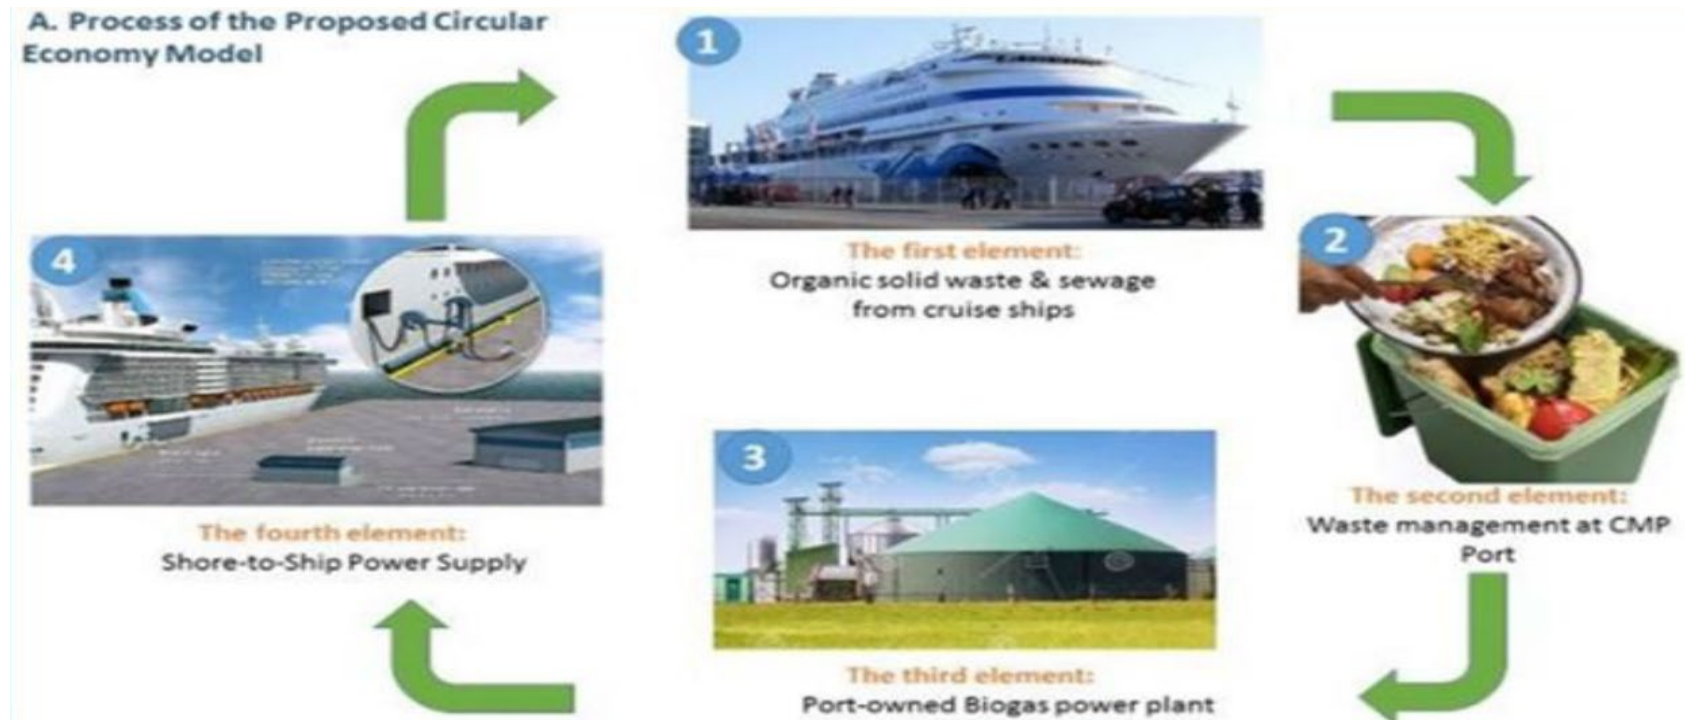 A. Process of the Proposed Circular
Economy Model
1
The first element:
Organic solid waste & sewage
from cruise ships
2
The second element:
Waste management at CMP
Port
3
The third element:
Port-owned Biogas power plant
4
The fourth element:
Shore-to-Ship Power Supply